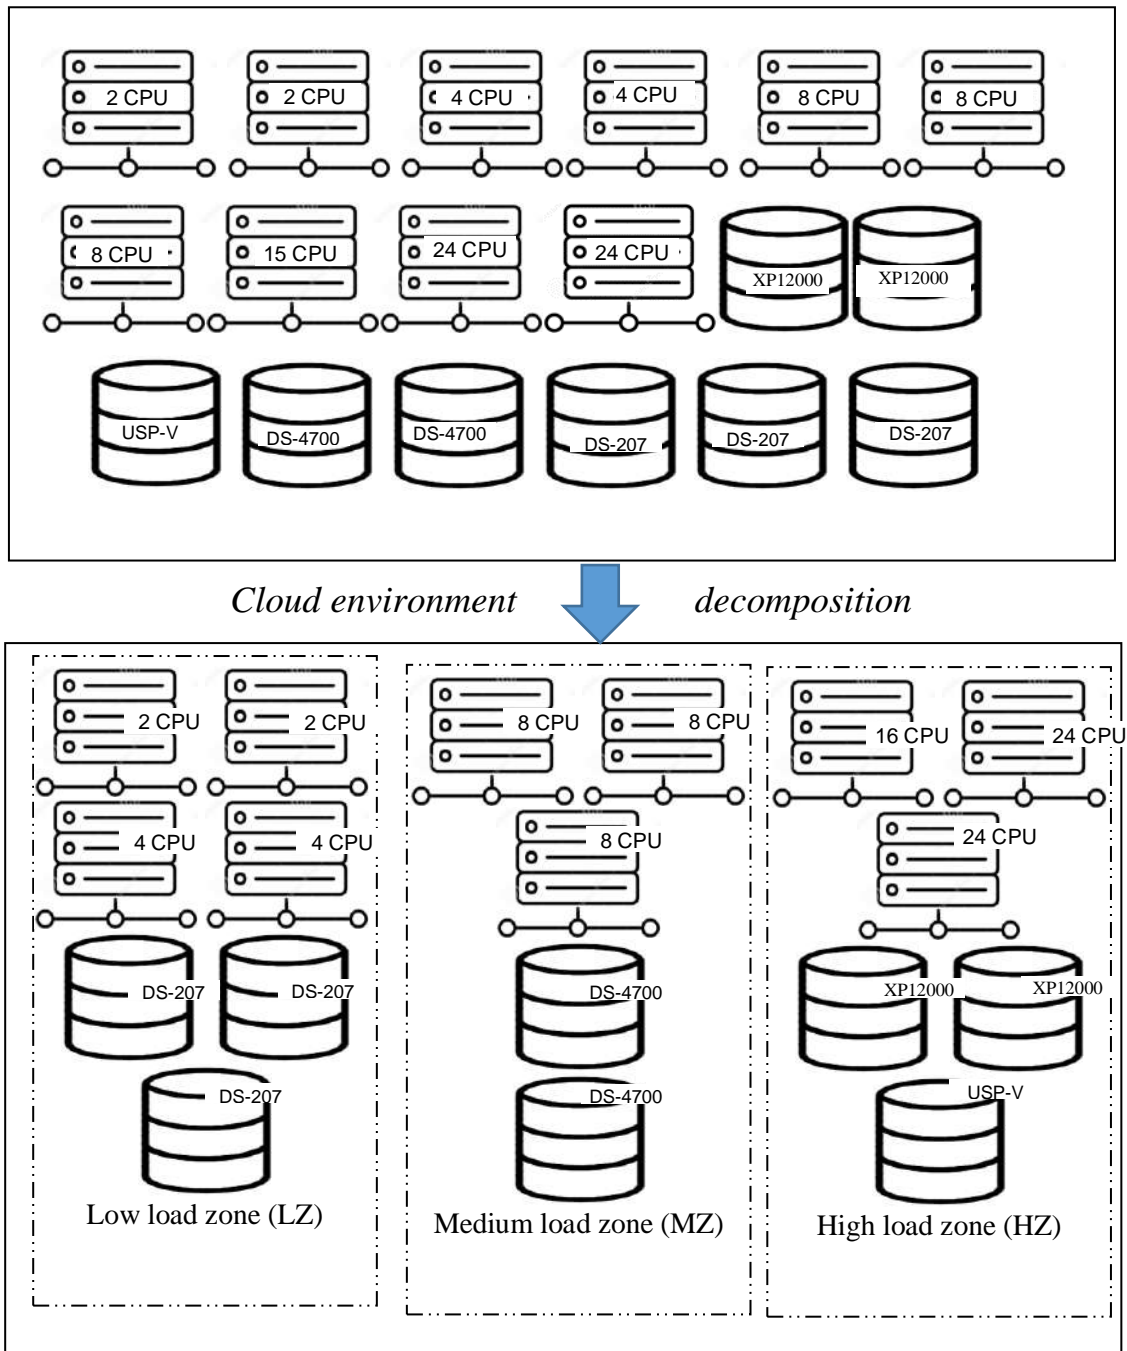 2 CPU 2 CPU 4 CPU 4 CPU 8 CPU 8 CPU
8 CPU 15 CPU 24 CPU 24 CPU XP12000 XP12000
USP-V DS-4700 DS-4700 DS-207 DS-207 DS-207
Cloud environment decomposition
2 CPU 2 CPU
4 CPU 4 CPU
DS-207 DS-207
DS-207
Low load zone (LZ)
8 CPU 8 CPU
8 CPU
DS-4700
DS-4700
Medium load zone (MZ)
16 CPU 24 CPU
24 CPU
XP12000 XP12000
USP-V
High load zone (HZ)